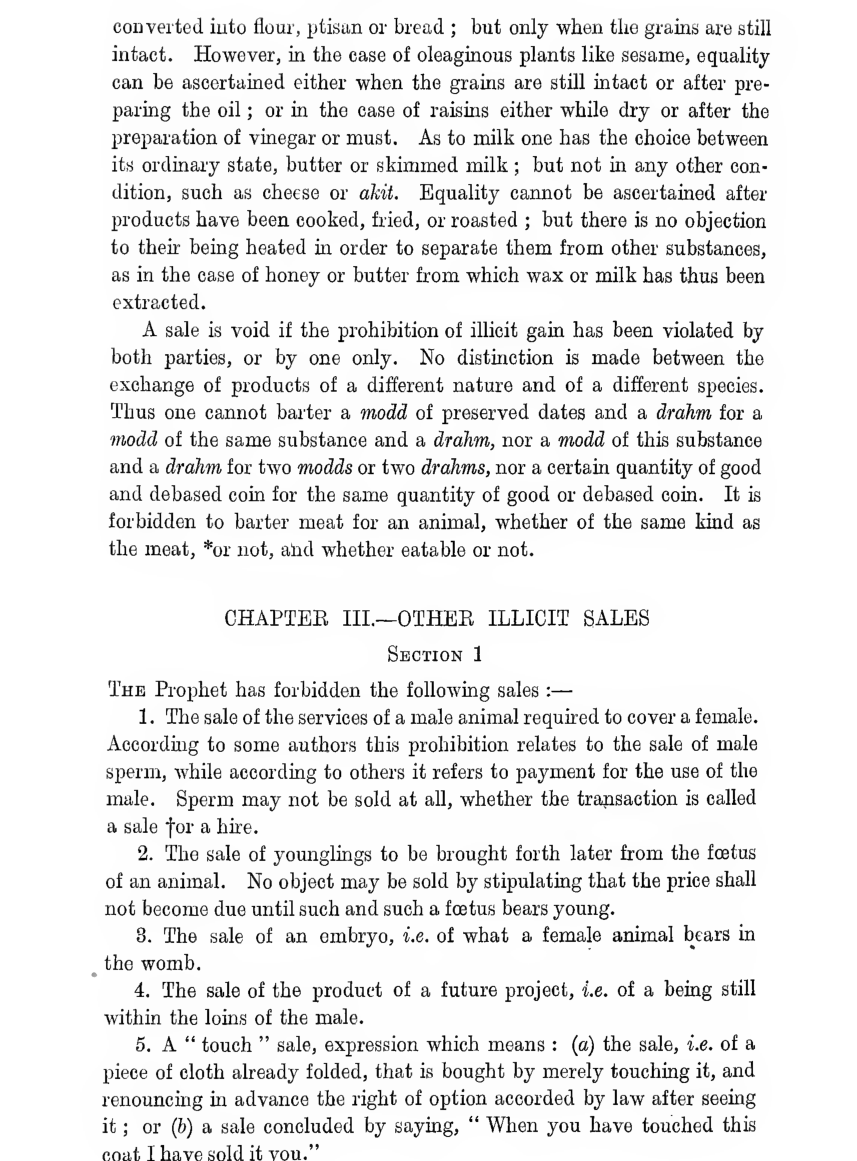 converted into flour, ptisan or bread ; but only when the grains are still
intact. However, in the case of oleaginous plants like sesame, equality
can be ascertained either when the grains are still intact or after pre-
paring the oil ; or in the case of raisins either while dry or after the
preparation of vinegar or must. As to milk one has the choice between
its ordinary state, butter or skimmed milk ; but not in any other con-
dition, such as cheese or akit. Equality cannot be ascertained after
products have been cooked, fried, or roasted ; but there is no objection
to their being heated in order to separate them from other substances,
as in the case of honey or butter from which wax or milk has thus been
extracted.
A sale is void if the prohibition of illicit gain has been violated by
both parties, or by one only. No distinction is made between the
exchange of products of a different nature and of a different species.
Thus one cannot barter a modd of preserved dates and a drahm for a
modd of the same substance and a drahm, nor a modd of this substance
and a drahm for two modds or two drahms, nor a certain quantity of good
and debased coin for the same quantity of good or debased coin. It is
forbidden to barter meat for an animal, whether of the same kind as
the meat, *or not, and whether eatable or not.
CHAPTER III.—OTHER ILLICIT SALES
SECTION 1
THE Prophet has forbidden the following sales :—
1. The sale of the services of a male animal required to cover a female.
According to some authors this prohibition relates to the sale of male
sperm, while according to others it refers to payment for the use of the
male. Sperm may not be sold at all, whether the transaction is called
a sale †or a hire.
2. The sale of younglings to be brought forth later from the fœtus
of an animal. No object may be sold by stipulating that the price shall
not become due until such and such a fœtus bears young.
3. The sale of an embryo, i.e. of what a female animal bears in
the womb.
4. The sale of the product of a future project, i.e. of a being still
within the loins of the male.
5. A “ touch ” sale, expression which means : (a) the sale, i.e. of a
piece of cloth already folded, that is bought by merely touching it, and
renouncing in advance the right of option accorded by law after seeing
it ; or (b) a sale concluded by saying, “ When you have touched this
coat I have sold it you.”